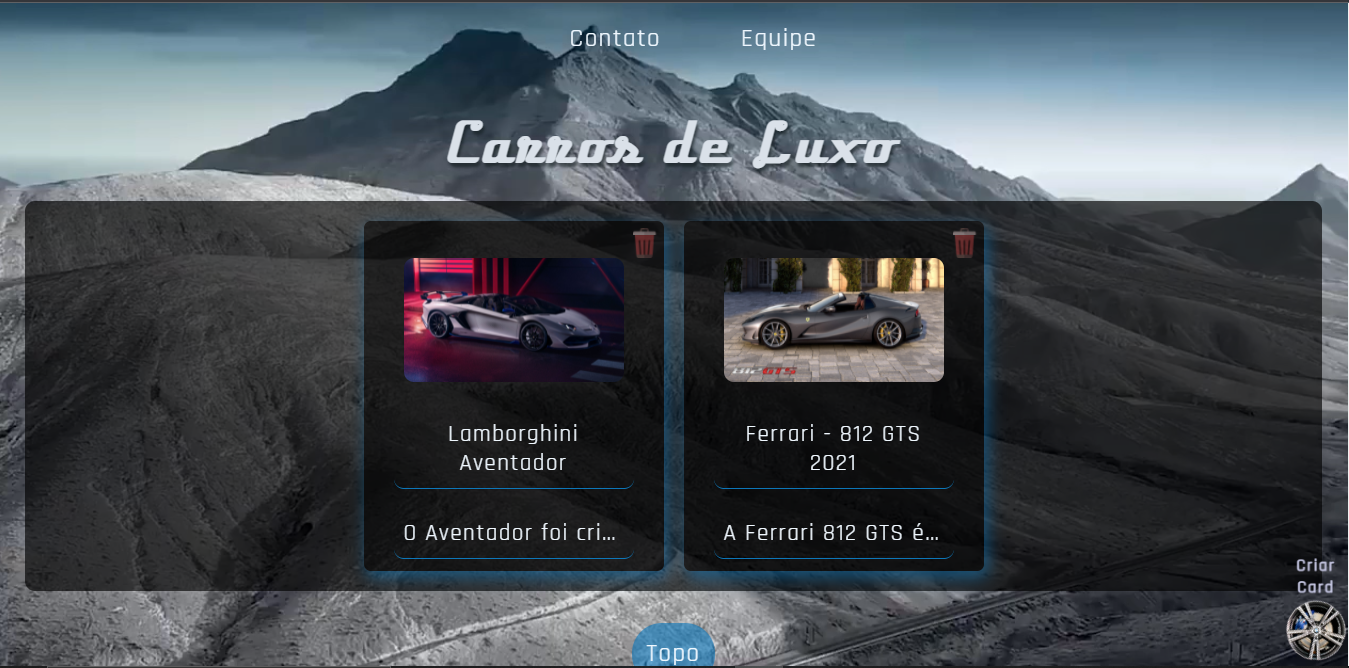 Contato Equipe
Carros de Luxo
Lamborghini
Aventador
O Aventador foi cri...
Ferrari - 812 GTS
2021
A Ferrari 812 GTS é...
Criar
Card
Topo